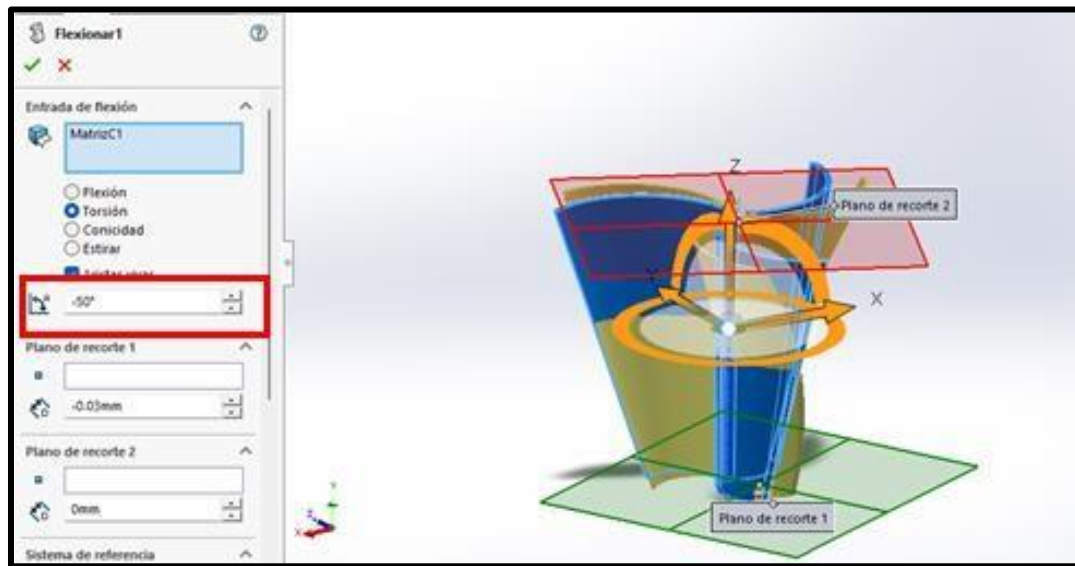 Flexionar1
Entrada de flexión
MatrizC1
Flexión
Torsión
Conicidad
Estirar
-50°
Plano de recorte 1
-0.03mm
Plano de recorte 2
0mm
Sistema de referencia
Z
Plano de recorte 2
Y
X
Plano de recorte 1
Y
Z
X